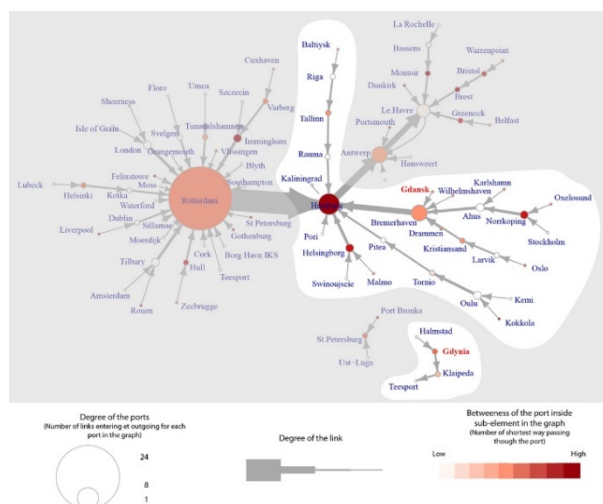 La Rochelle
Baltiysk
Bassens
Warrenpoint
Cuxhaven
Riga
Montoir
Bristol
Floro
Umea
Szczecin
Dunkirk
Brest
Sheerness
Varberg
Tallinn
Le Havre
Greenock
Svelgen
Immingham
Portsmouth
Belfast
Isle of Grain
Orangemouth
London
Vlissingen
Rauma
Antwerp
Hansweert
Felixstowe
Blyth
Kaliningrad
Lubeck
Moss
Southampton
Gdansk
Wilhelmshaven
Karlshamn
Helsinki
Kotka
Rotterdam
Oxelosund
Waterford
Bremerhaven
Ahus
Norrkoping
Dublin
St Petersburg
Pori
Drammen
Liverpool
Sillamae
Gothenburg
Helsingborg
Pitea
Kristiansand
Stockholm
Moerdijk
Cork
Borg Havn IKS
Larvik
Tilbury
Hull
Teesport
Swinoujscie
Malmo
Tornio
Oslo
Amsterdam
Oulu
Kemi
Rouen
Zeebrugge
Port Bronka
Kokkola
St.Petersburg
Halmstad
Gdynia
Ust-Luga
Klaipeda
Teesport
Degree of the ports
(Number of links entering et outgoing for each
port in the graph)
24
8
1
Degree of the link
Betweeness of the port inside
sub-element in the graph
(Number of shortest way passing
though the port)
Low
High